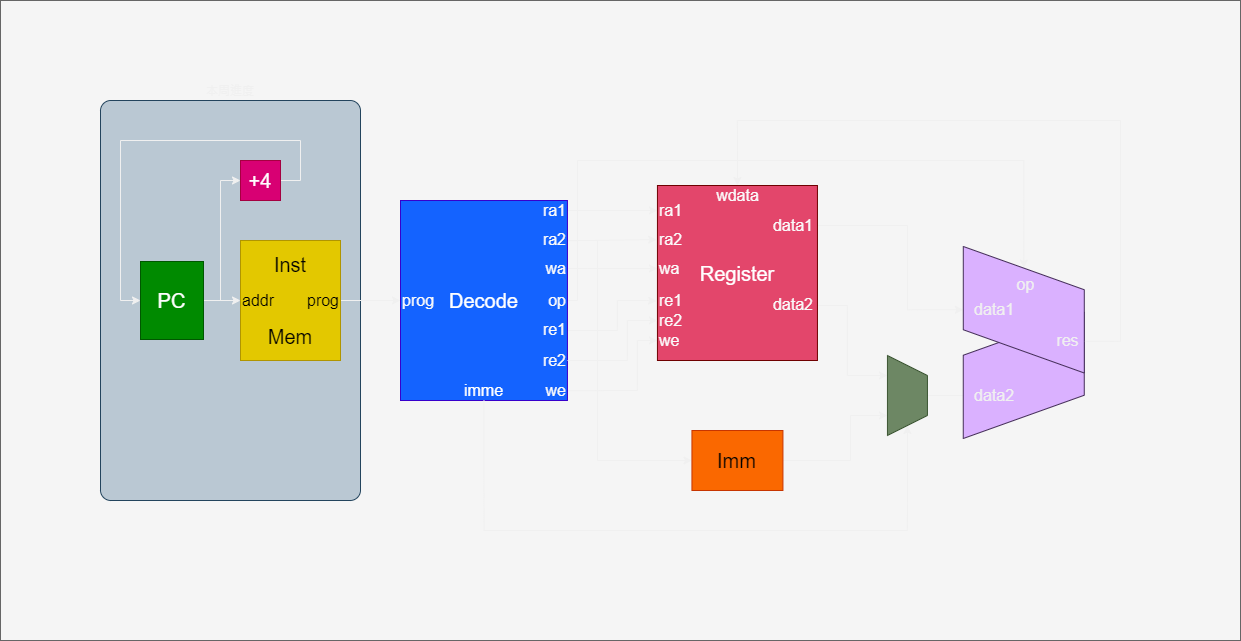 +4
PC
Inst
addr
prog
Mem
prog
Decode
ra1
ra2
wa
op
re1
re2
we
imme
wdata
ra1
ra2
wa
re1
re2
we
Register
data1
data2
Imm
op
data1
res
data2